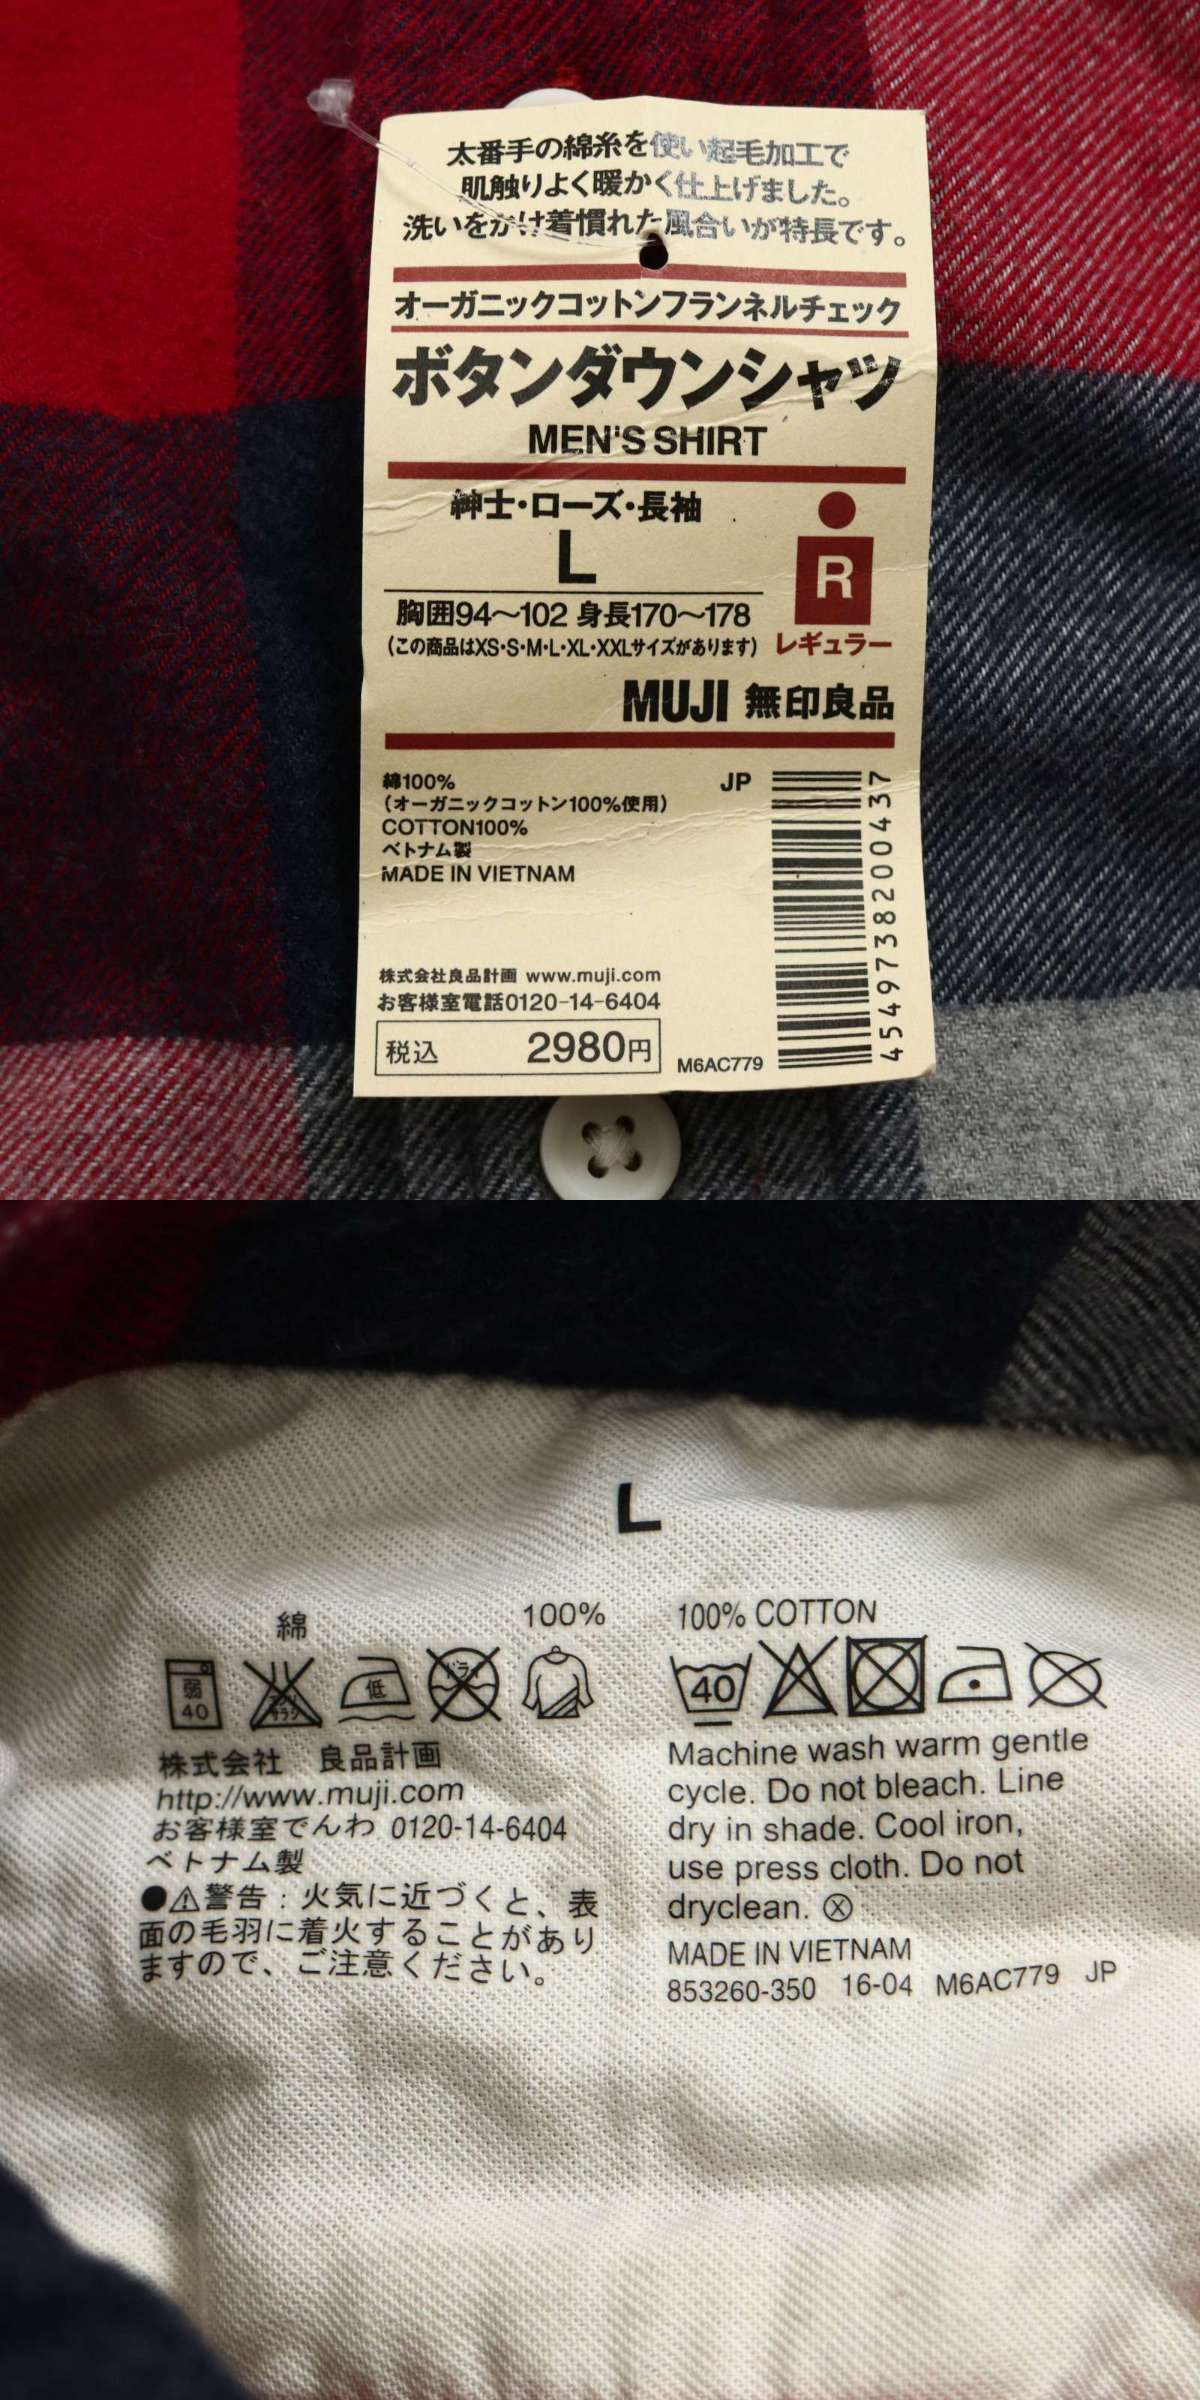 太番手の綿糸を使い起毛加工で
肌触りよく暖かく仕上げました。
洗いをかけ着慣れた風合いが特長です。
オーガニックコットンフランネルチェック
ボタンダウンシャツ
MEN'S SHIRT
紳士・ローズ・長袖
L
胸囲94〜102 身長170〜178
(この商品はXS・S・M・L・XL・XXLサイズがあります)
R
レギュラー
MUJI 無印良品
綿100%
(オーガニックコットン100%使用)
COTTON100%
ベトナム製
MADE IN VIETNAM
JP
4549738200437
株式会社良品計画 www.muji.com
お客様室電話0120-14-6404
税込 2980円
M6AC779
L
綿 100%
弱
40
エンソ
サラシ
低
ドライ
株式会社 良品計画
http://www.muji.com
お客様室でんわ 0120-14-6404
ベトナム製
●⚠警告:火気に近づくと、表
面の毛羽に着火することがあり
ますので、ご注意ください。
100% COTTON
40
Machine wash warm gentle
cycle. Do not bleach. Line
dry in shade. Cool iron,
use press cloth. Do not
dryclean. Ⓧ
MADE IN VIETNAM
853260-350 16-04 M6AC779 JP